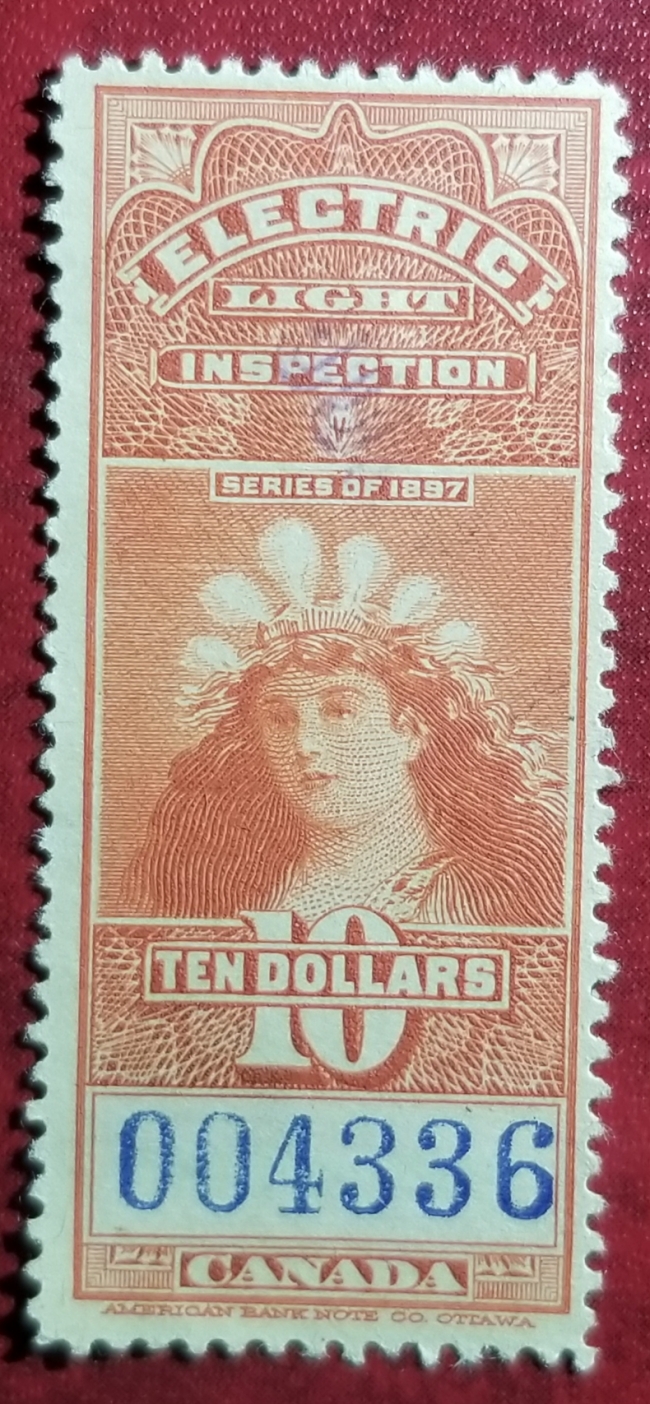 ELECTRIC
LIGHT
INSPECTION
SERIES OF 1897
10
TEN DOLLARS
004336
CANADA
AMERICAN BANK NOTE CO. OTTAWA